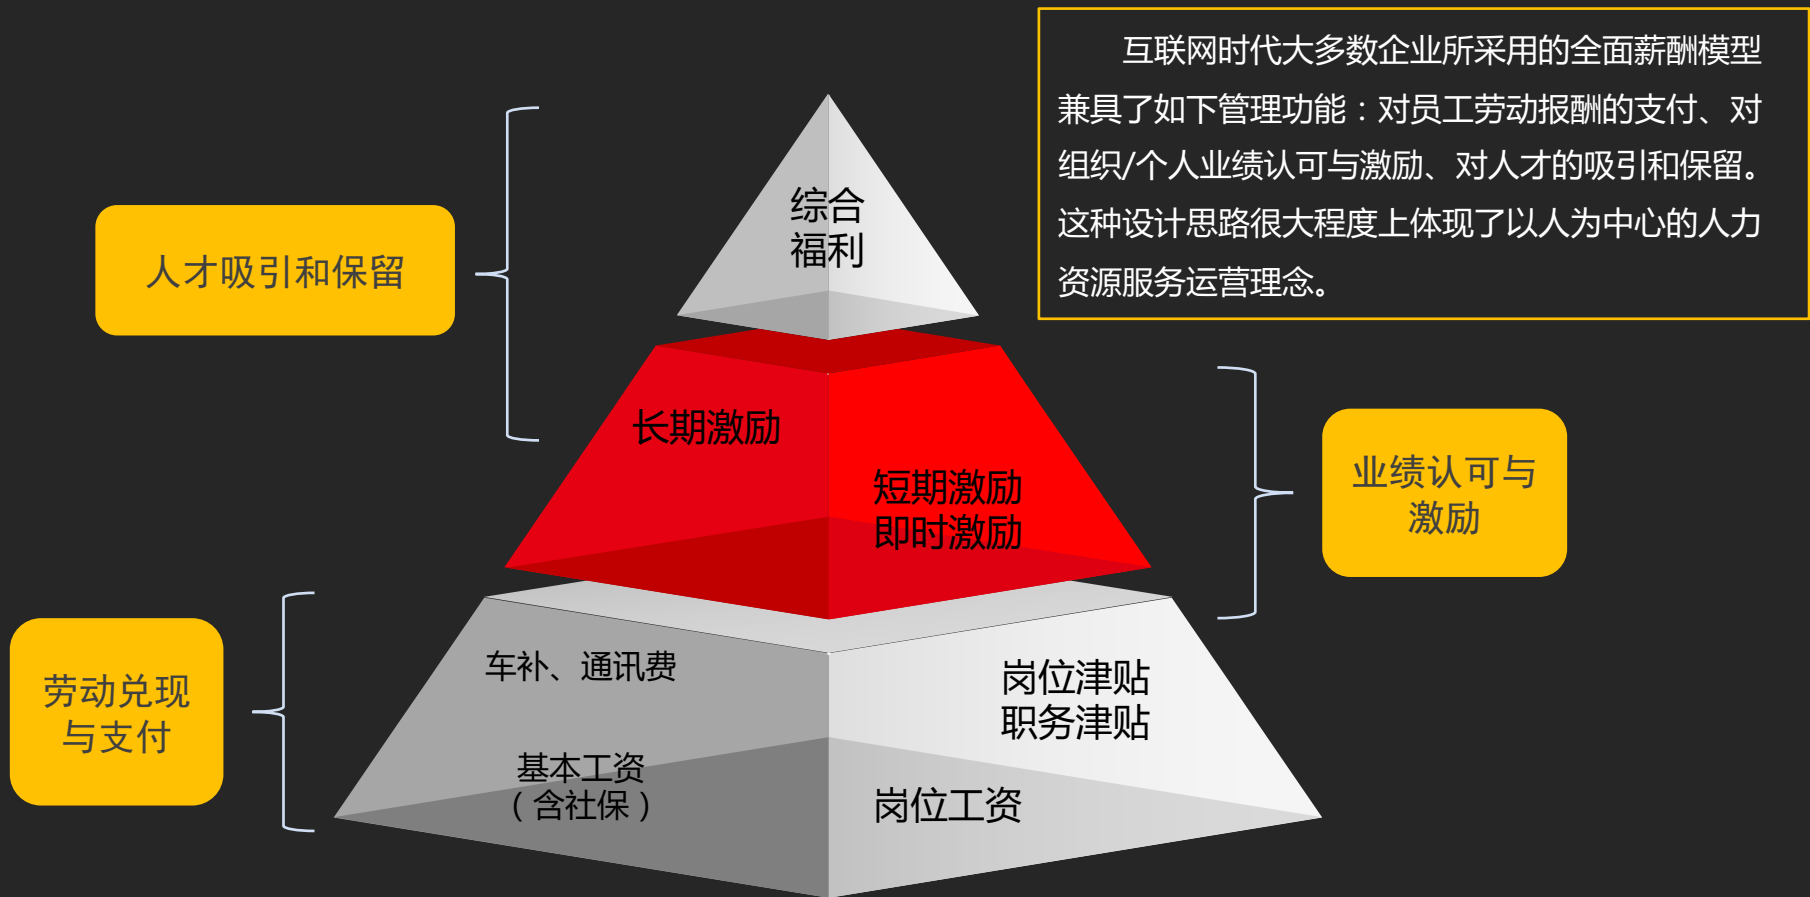 互联网时代大多数企业所采用的全面薪酬模型
兼具了如下管理功能：对员工劳动报酬的支付、对
组织/个人业绩认可与激励、对人才的吸引和保留。
这种设计思路很大程度上体现了以人为中心的人力
资源服务运营理念。
综合
福利
人才吸引和保留
长期激励
短期激励
即时激励
业绩认可与
激励
劳动兑现
与支付
车补、通讯费
岗位津贴
职务津贴
基本工资
（含社保）
岗位工资